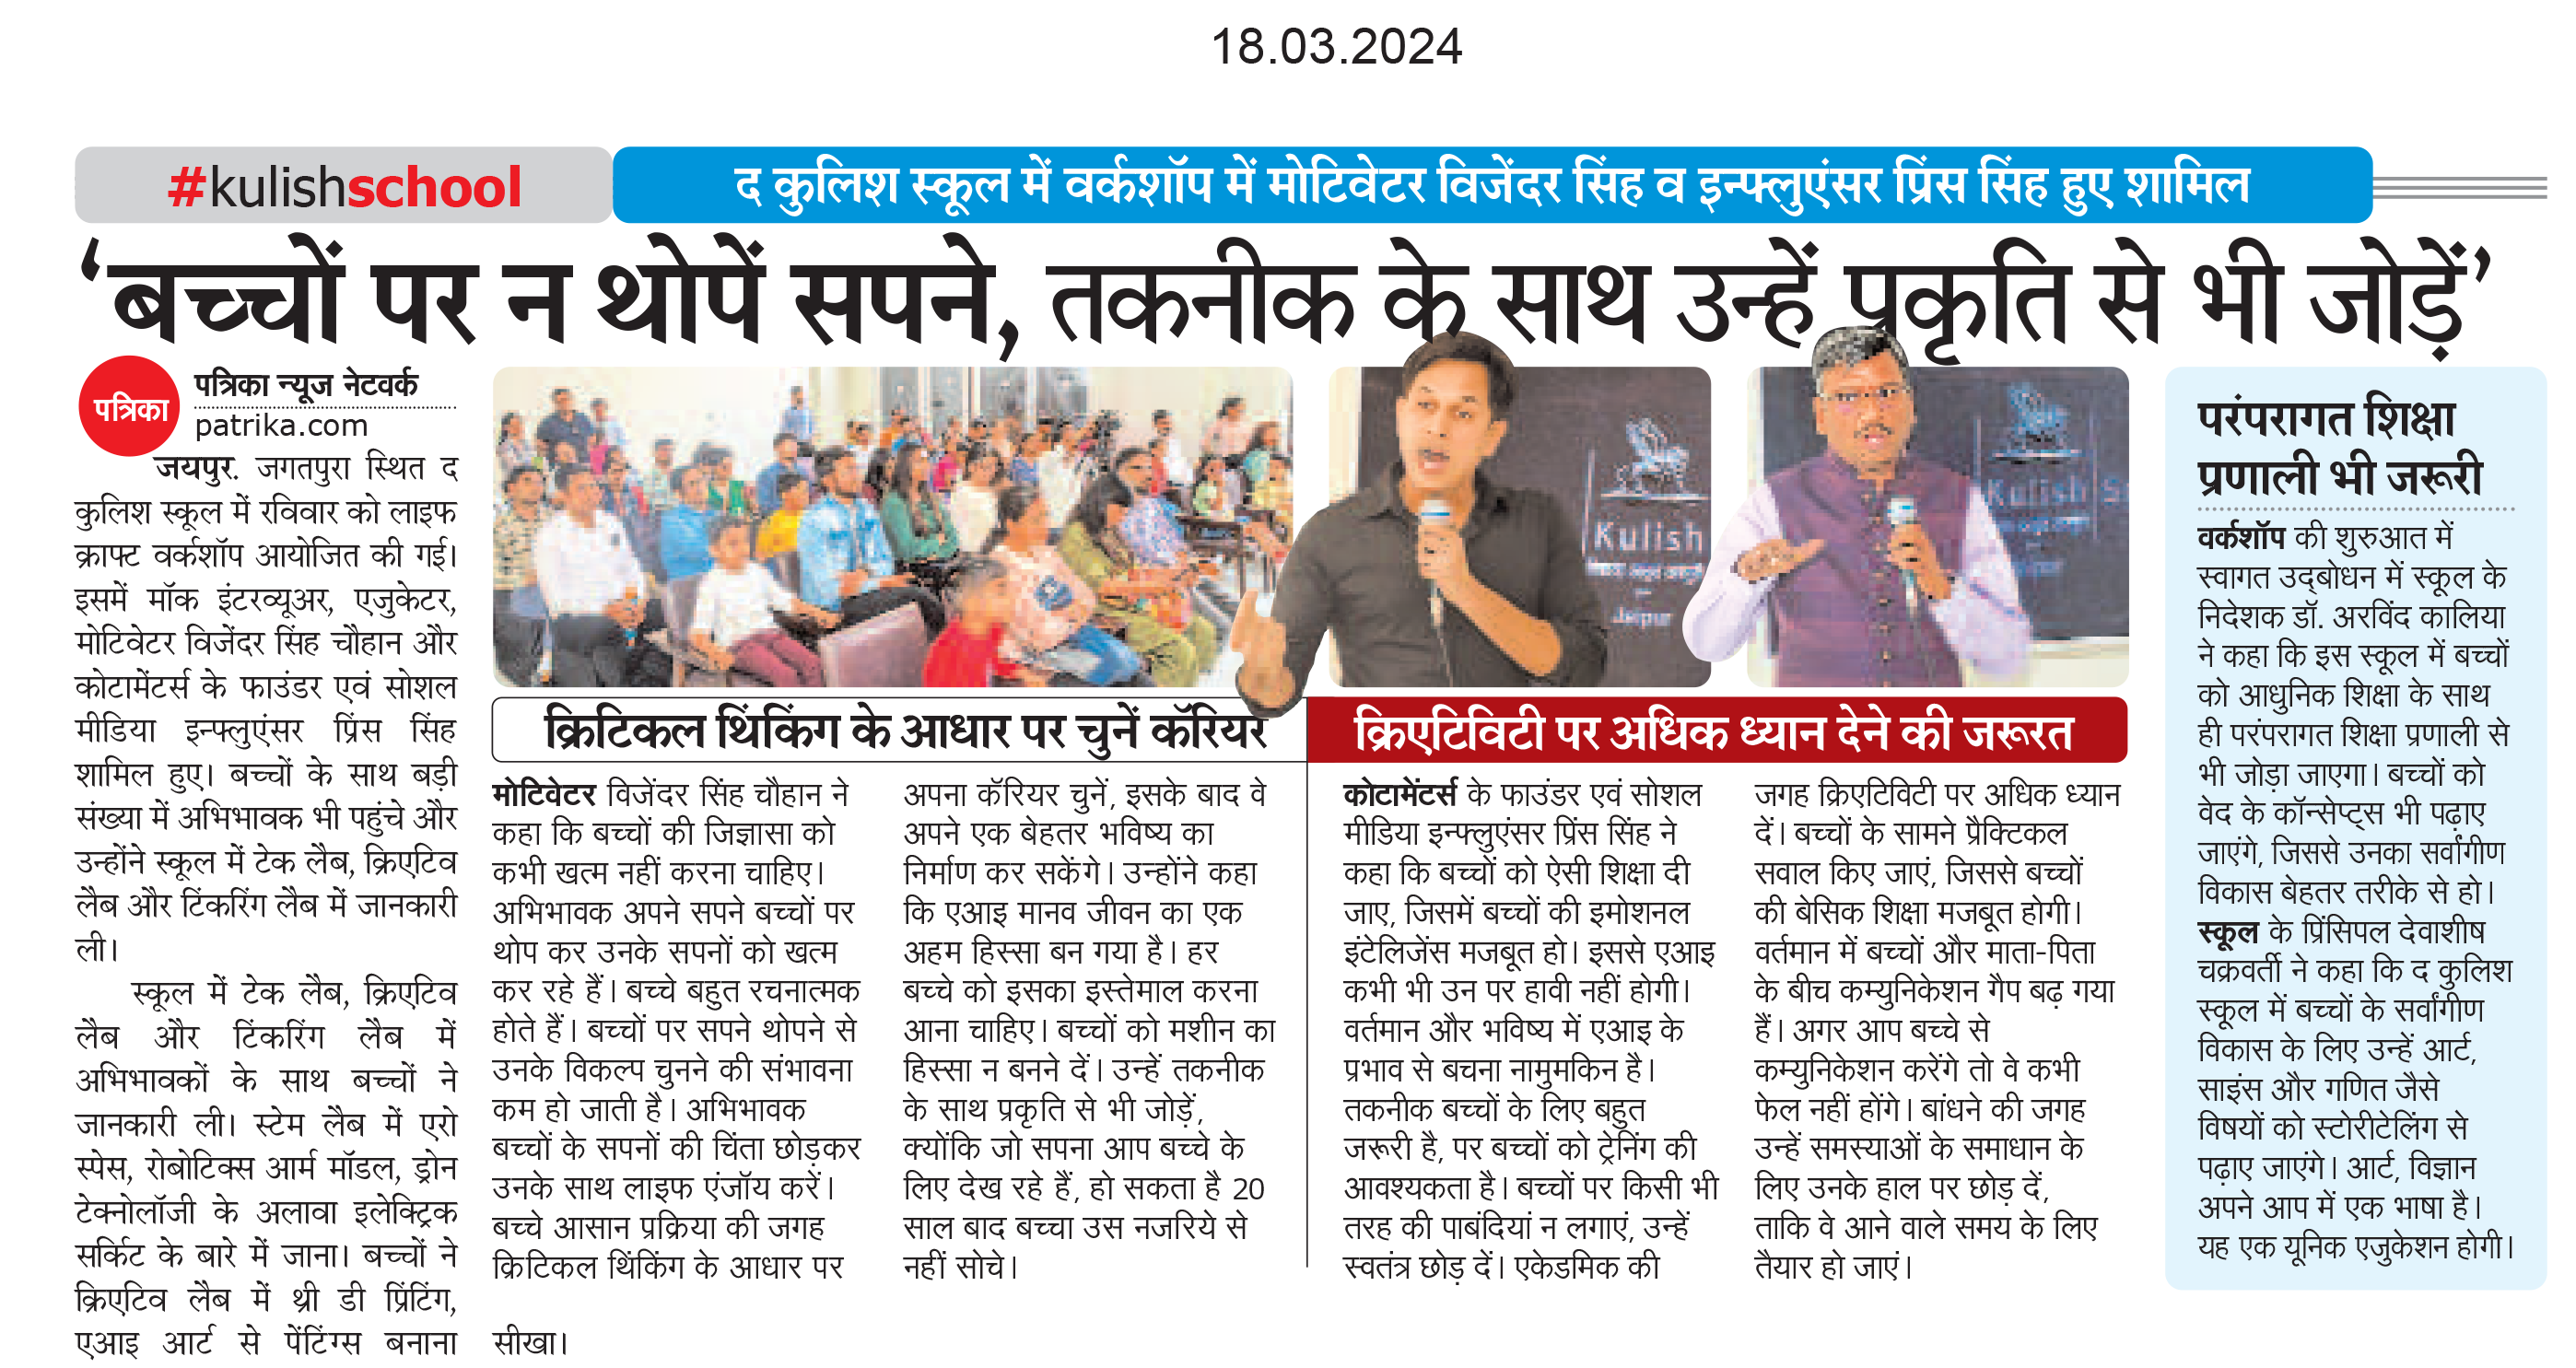 18.03.2024
#kulishschool
द कुलिश स्कूल में वर्कशॉप में मोटिवेटर विजेंदर सिंह व इन्फ्लुएंसर प्रिंस सिंह हुए शामिल
‘बच्चों पर न थोपें सपने, तकनीक के साथ उन्हें प्रकृति से भी जोड़ें’
पत्रिका
पत्रिका न्यूज नेटवर्क
patrika.com
जयपुर. जगतपुरा स्थित द
कुलिश स्कूल में रविवार को लाइफ
क्राफ्ट वर्कशॉप आयोजित की गई।
इसमें मॉक इंटरव्यूअर, एजुकेटर,
मोटिवेटर विजेंदर सिंह चौहान और
कोटामेंटर्स के फाउंडर एवं सोशल
मीडिया इन्फ्लुएंसर प्रिंस सिंह
शामिल हुए। बच्चों के साथ बड़ी
संख्या में अभिभावक भी पहुंचे और
उन्होंने स्कूल में टेक लैब, क्रिएटिव
लैब और टिंकरिंग लैब में जानकारी
ली।
स्कूल में टेक लैब, क्रिएटिव
लैब और टिंकरिंग लैब में
अभिभावकों के साथ बच्चों ने
जानकारी ली। स्टेम लैब में एरो
स्पेस, रोबोटिक्स आर्म मॉडल, ड्रोन
टेक्नोलॉजी के अलावा इलेक्ट्रिक
सर्किट के बारे में जाना। बच्चों ने
क्रिएटिव लैब में थ्री डी प्रिंटिंग,
एआइ आर्ट से पेंटिंग्स बनाना
सीखा।
Kulish
Jaipur
Kulish S
क्रिटिकल थिंकिंग के आधार पर चुनें कॅरियर
मोटिवेटर विजेंदर सिंह चौहान ने
कहा कि बच्चों की जिज्ञासा को
कभी खत्म नहीं करना चाहिए।
अभिभावक अपने सपने बच्चों पर
थोप कर उनके सपनों को खत्म
कर रहे हैं। बच्चे बहुत रचनात्मक
होते हैं। बच्चों पर सपने थोपने से
उनके विकल्प चुनने की संभावना
कम हो जाती है। अभिभावक
बच्चों के सपनों की चिंता छोड़कर
उनके साथ लाइफ एंजॉय करें।
बच्चे आसान प्रक्रिया की जगह
क्रिटिकल थिंकिंग के आधार पर
अपना कॅरियर चुनें, इसके बाद वे
अपने एक बेहतर भविष्य का
निर्माण कर सकेंगे। उन्होंने कहा
कि एआइ मानव जीवन का एक
अहम हिस्सा बन गया है। हर
बच्चे को इसका इस्तेमाल करना
आना चाहिए। बच्चों को मशीन का
हिस्सा न बनने दें। उन्हें तकनीक
के साथ प्रकृति से भी जोड़ें,
क्योंकि जो सपना आप बच्चे के
लिए देख रहे हैं, हो सकता है 20
साल बाद बच्चा उस नजरिये से
नहीं सोचे।
क्रिएटिविटी पर अधिक ध्यान देने की जरूरत
कोटामेंटर्स के फाउंडर एवं सोशल
मीडिया इन्फ्लुएंसर प्रिंस सिंह ने
कहा कि बच्चों को ऐसी शिक्षा दी
जाए, जिसमें बच्चों की इमोशनल
इंटेलिजेंस मजबूत हो। इससे एआइ
कभी भी उन पर हावी नहीं होगी।
वर्तमान और भविष्य में एआइ के
प्रभाव से बचना नामुमकिन है।
तकनीक बच्चों के लिए बहुत
जरूरी है, पर बच्चों को ट्रेनिंग की
आवश्यकता है। बच्चों पर किसी भी
तरह की पाबंदियां न लगाएं, उन्हें
स्वतंत्र छोड़ दें। एकेडमिक की
जगह क्रिएटिविटी पर अधिक ध्यान
दें। बच्चों के सामने प्रैक्टिकल
सवाल किए जाएं, जिससे बच्चों
की बेसिक शिक्षा मजबूत होगी।
वर्तमान में बच्चों और माता-पिता
के बीच कम्युनिकेशन गैप बढ़ गया
हैं। अगर आप बच्चे से
कम्युनिकेशन करेंगे तो वे कभी
फेल नहीं होंगे। बांधने की जगह
उन्हें समस्याओं के समाधान के
लिए उनके हाल पर छोड़ दें,
ताकि वे आने वाले समय के लिए
तैयार हो जाएं।
परंपरागत शिक्षा
प्रणाली भी जरूरी
वर्कशॉप की शुरुआत में
स्वागत उद्‌बोधन में स्कूल के
निदेशक डॉ. अरविंद कालिया
ने कहा कि इस स्कूल में बच्चों
को आधुनिक शिक्षा के साथ
ही परंपरागत शिक्षा प्रणाली से
भी जोड़ा जाएगा। बच्चों को
वेद के कॉन्सेप्ट्स भी पढ़ाए
जाएंगे, जिससे उनका सर्वांगीण
विकास बेहतर तरीके से हो।
स्कूल के प्रिंसिपल देवाशीष
चक्रवर्ती ने कहा कि द कुलिश
स्कूल में बच्चों के सर्वांगीण
विकास के लिए उन्हें आर्ट,
साइंस और गणित जैसे
विषयों को स्टोरीटेलिंग से
पढ़ाए जाएंगे। आर्ट, विज्ञान
अपने आप में एक भाषा है।
यह एक यूनिक एजुकेशन होगी।